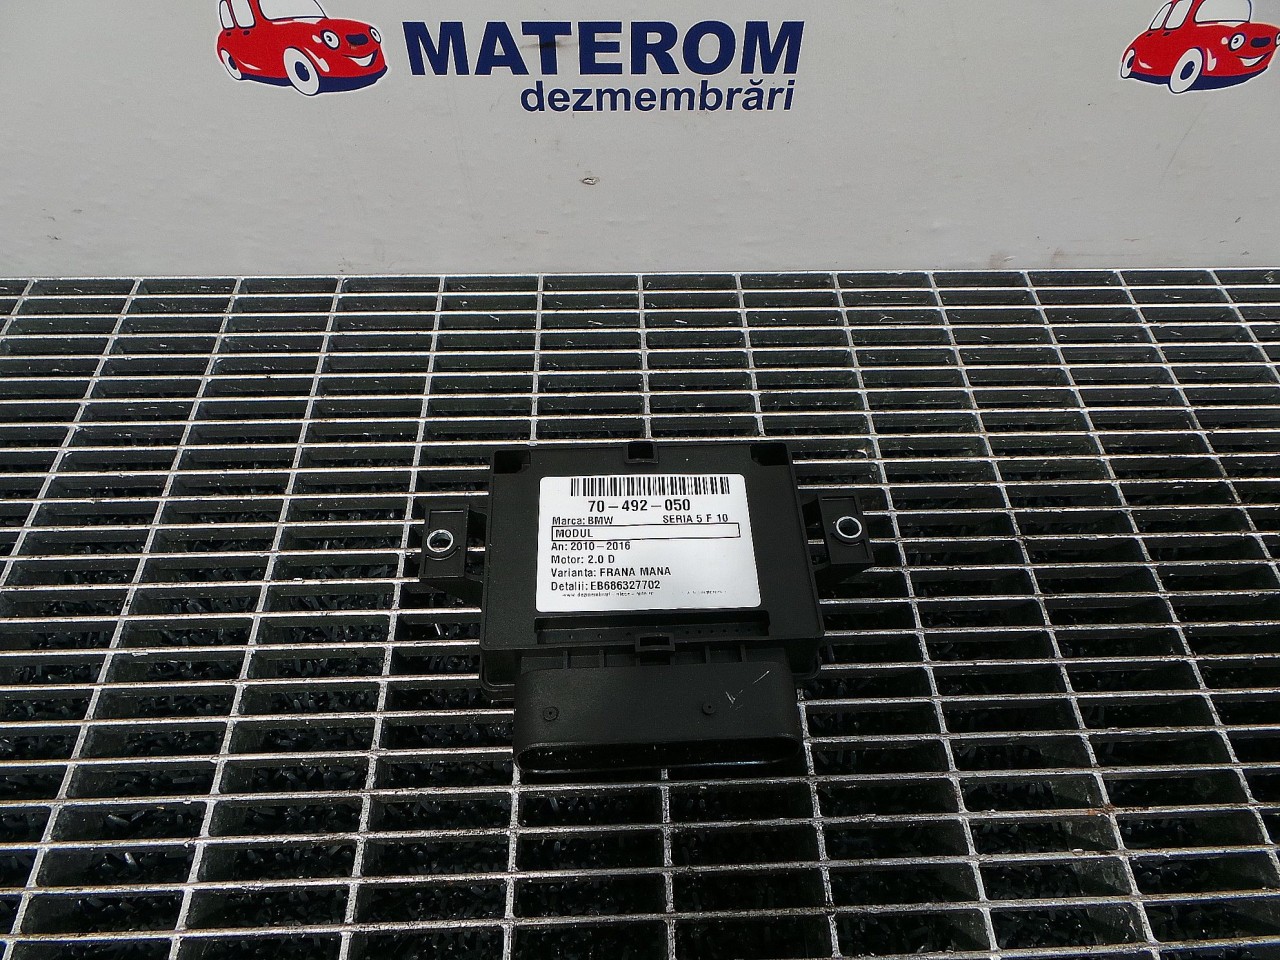 MATEROM
dezmembrări
70-492-050
Marca: BMW SERIA 5 F 10
MODUL
An: 2010-2016
Motor: 2.0 D
Varianta: FRANA MANA
Detalii: EB686327702